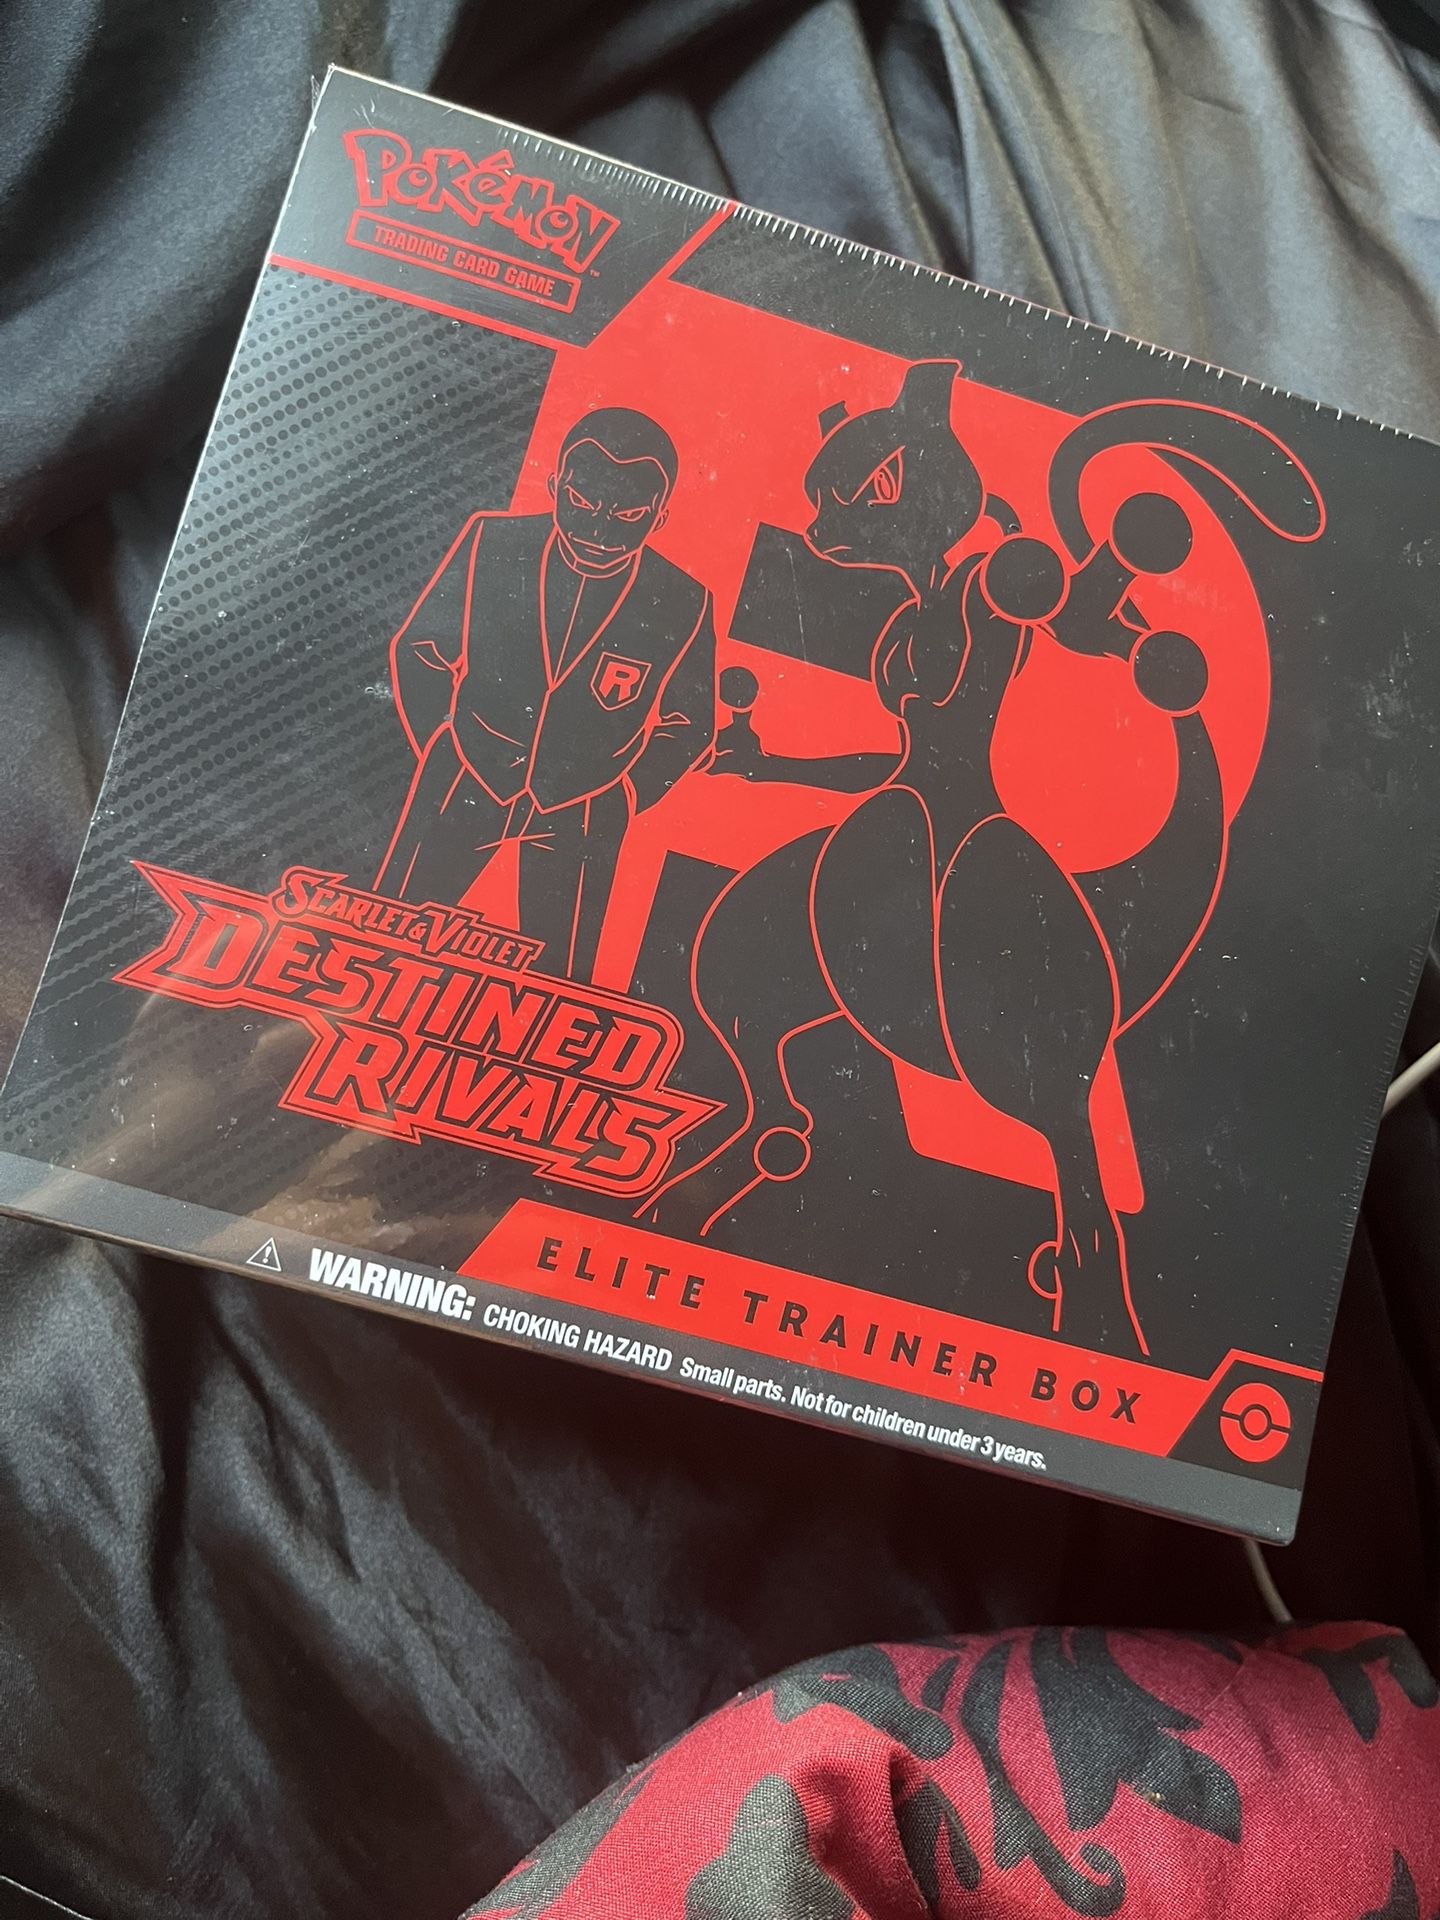 POKéMON™
TRADING CARD GAME
R
SCARLET & VIOLET
DESTINED
RIVALS
ELITE TRAINER BOX
WARNING: CHOKING HAZARD Small parts. Not for children under 3 years.